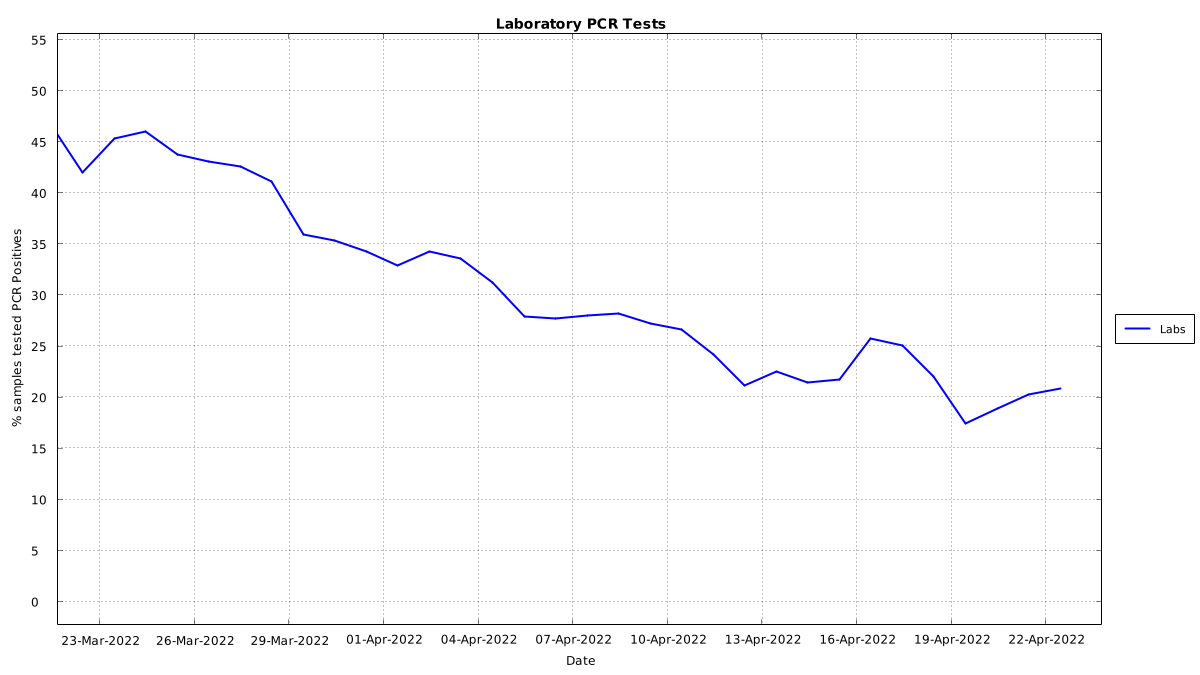 Laboratory PCR Tests
55
50
45
40
35
30
25
20
15
10
5
0
% samples tested PCR Positives
23-Mar-2022 26-Mar-2022 29-Mar-2022 01-Apr-2022 04-Apr-2022 07-Apr-2022 10-Apr-2022 13-Apr-2022 16-Apr-2022 19-Apr-2022 22-Apr-2022
Date
Labs